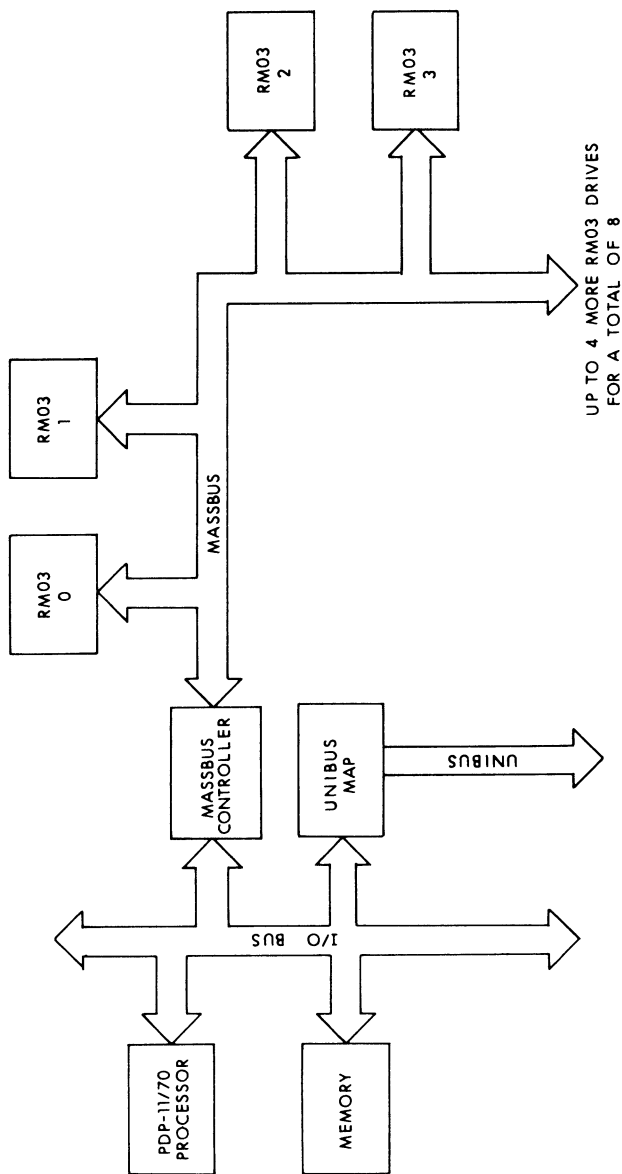 RM03
0
RM03
1
RM03
2
RM03
3
MASSBUS
UP TO 4 MORE RM03 DRIVES
FOR A TOTAL OF 8
MASSBUS
CONTROLLER
UNIBUS
MAP
UNIBUS
I/O BUS
PDP-11/70
PROCESSOR
MEMORY